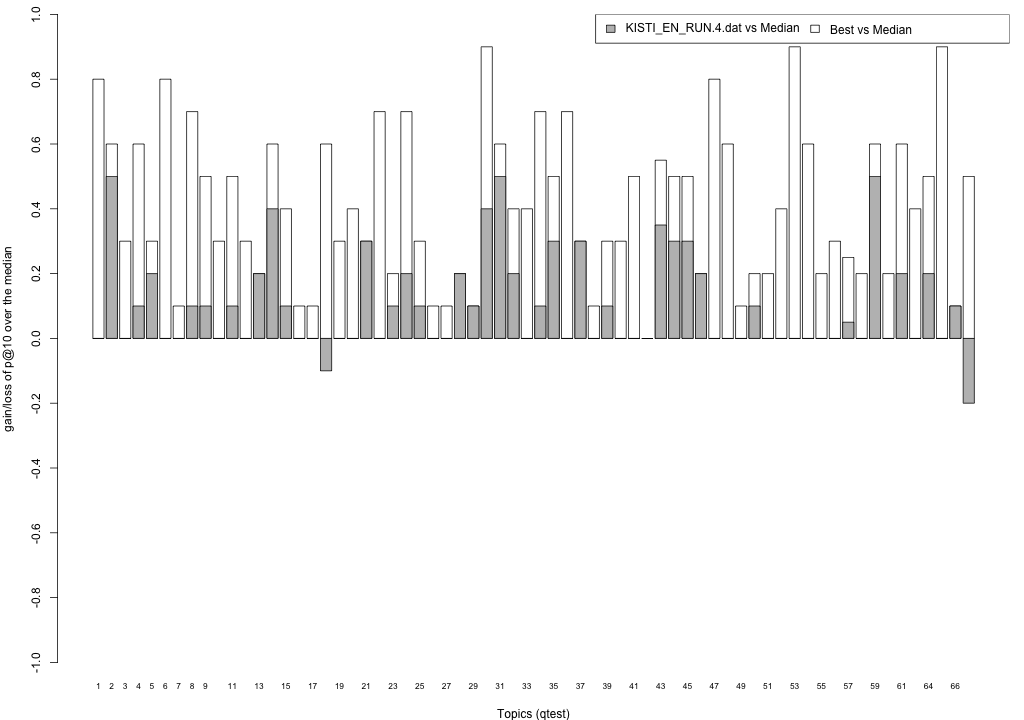 KISTI_EN_RUN.4.dat vs Median Best vs Median
gain/loss of p@10 over the median
1.0
0.8
0.6
0.4
0.2
0.0
-0.2
-0.4
-0.6
-0.8
-1.0
1 2 3 4 5 6 7 8 9 11 13 15 17 19 21 23 25 27 29 31 33 35 37 39 41 43 45 47 49 51 53 55 57 59 61 64 66
Topics (qtest)